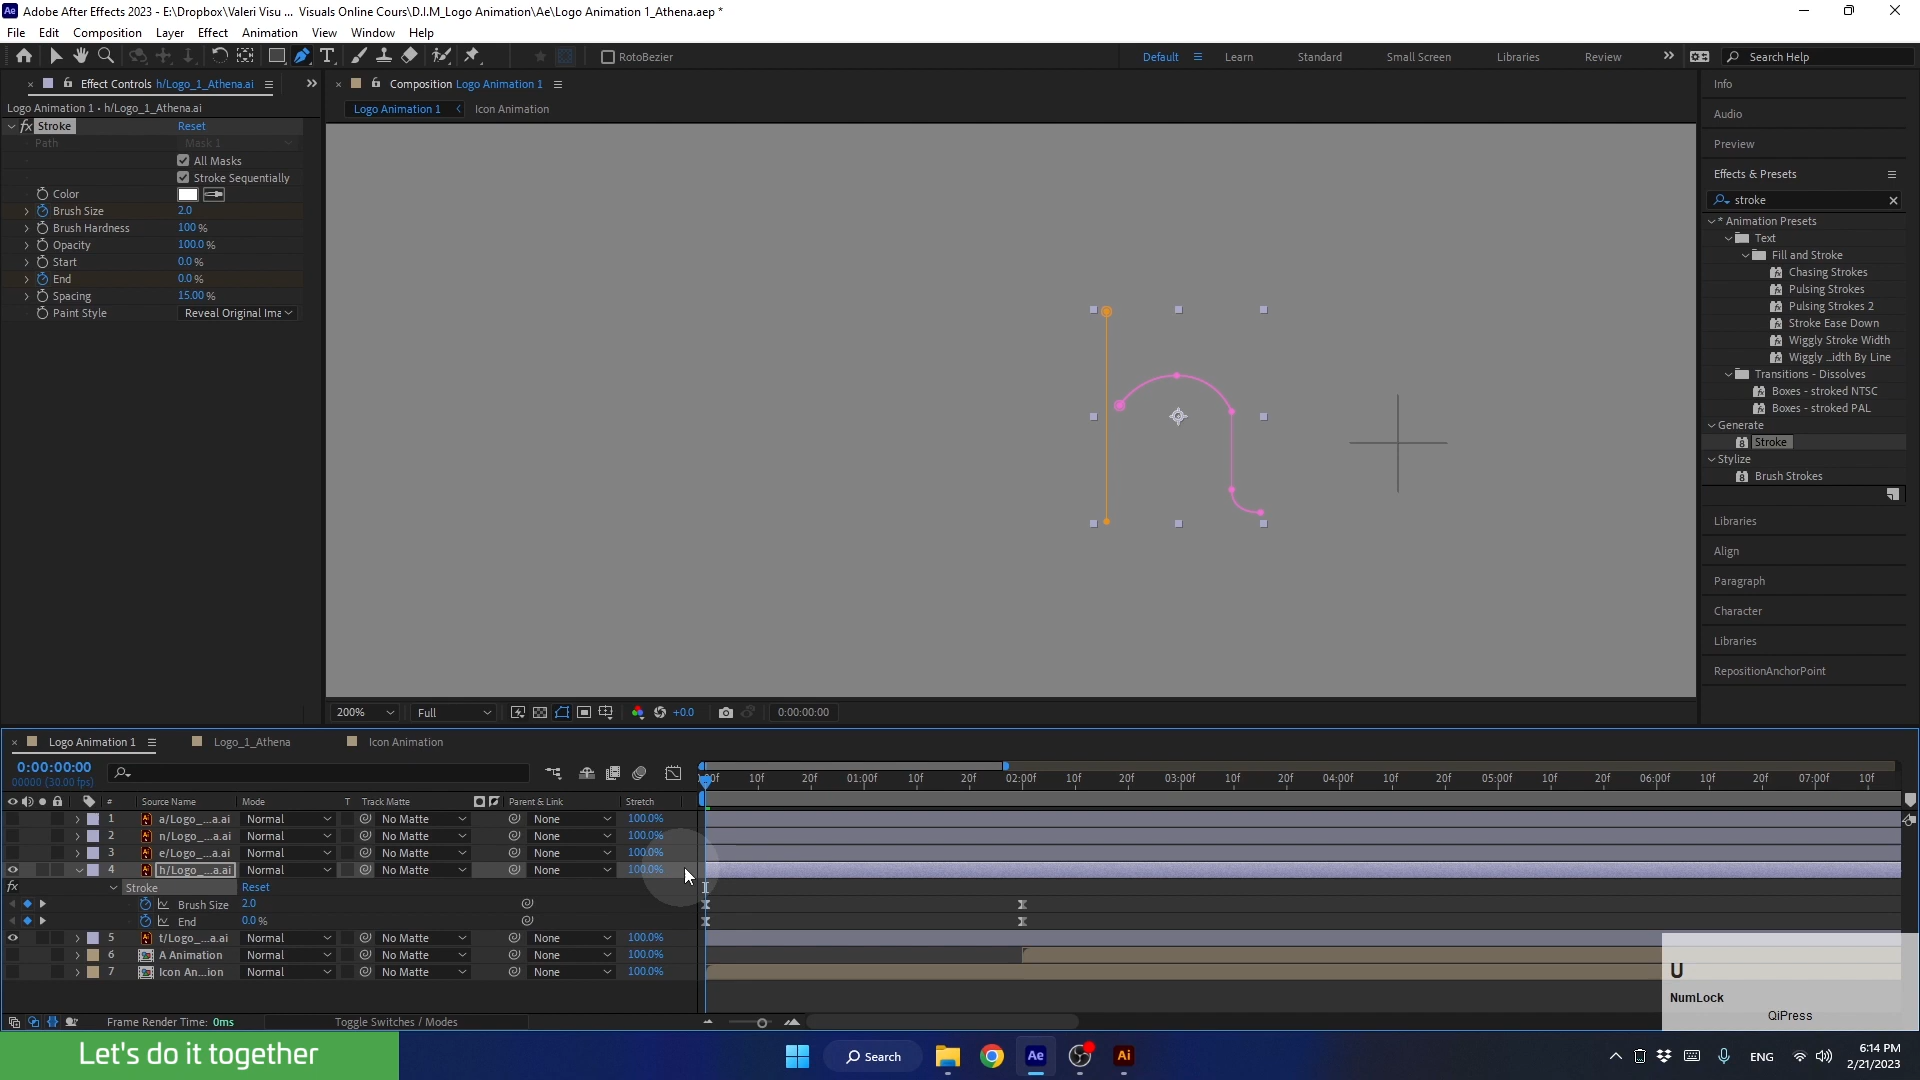 Adobe After Effects 2023 - E:\Dropbox\Valeri Visu ... Visuals Online Cours\D.I.M_Logo Animation\Ae\Logo Animation 1_Athena.aep *
File Edit Composition Layer Effect Animation View Window Help
RotoBezier Default Learn Standard Small Screen Libraries Review Search Help
Effect Controls h/Logo_1_Athena.ai
Composition Logo Animation 1
Logo Animation 1 • h/Logo_1_Athena.ai
Logo Animation 1 Icon Animation
fx Stroke Reset
Path Mask 1
All Masks
Stroke Sequentially
Color
Brush Size 2.0
Brush Hardness 100 %
Opacity 100.0 %
Start 0.0 %
End 0.0 %
Spacing 15.00 %
Paint Style Reveal Original Ima
Info
Audio
Preview
Effects & Presets
stroke
* Animation Presets
Text
Fill and Stroke
Chasing Strokes
Pulsing Strokes
Pulsing Strokes 2
Stroke Ease Down
Wiggly Stroke Width
Wiggly ...idth By Line
Transitions - Dissolves
Boxes - stroked NTSC
Boxes - stroked PAL
Generate
Stroke
Stylize
Brush Strokes
Libraries
Align
Paragraph
Character
Libraries
RepositionAnchorPoint
200% Full +0.0 0:00:00:00
Logo Animation 1 Logo_1_Athena Icon Animation
0:00:00:00
00000 (30.00 fps)
10f 20f 01:00f 10f 20f 02:00f 10f 20f 03:00f 10f 20f 04:00f 10f 20f 05:00f 10f 20f 06:00f 10f 20f 07:00f 10f
# Source Name Mode T Track Matte Parent & Link Stretch
1 a/Logo_...a.ai Normal No Matte None 100.0%
2 n/Logo_...a.ai Normal No Matte None 100.0%
3 e/Logo_...a.ai Normal No Matte None 100.0%
4 h/Logo_...a.ai Normal No Matte None 100.0%
fx Stroke Reset
Brush Size 2.0
End 0.0 %
5 t/Logo_...a.ai Normal No Matte None 100.0%
6 A Animation Normal No Matte None 100.0%
7 Icon An...ion Normal No Matte None 100.0%
U
NumLock
QiPress
Frame Render Time: 0ms Toggle Switches / Modes
Let's do it together
Search
Ae
Ai
ENG
6:14 PM
2/21/2023